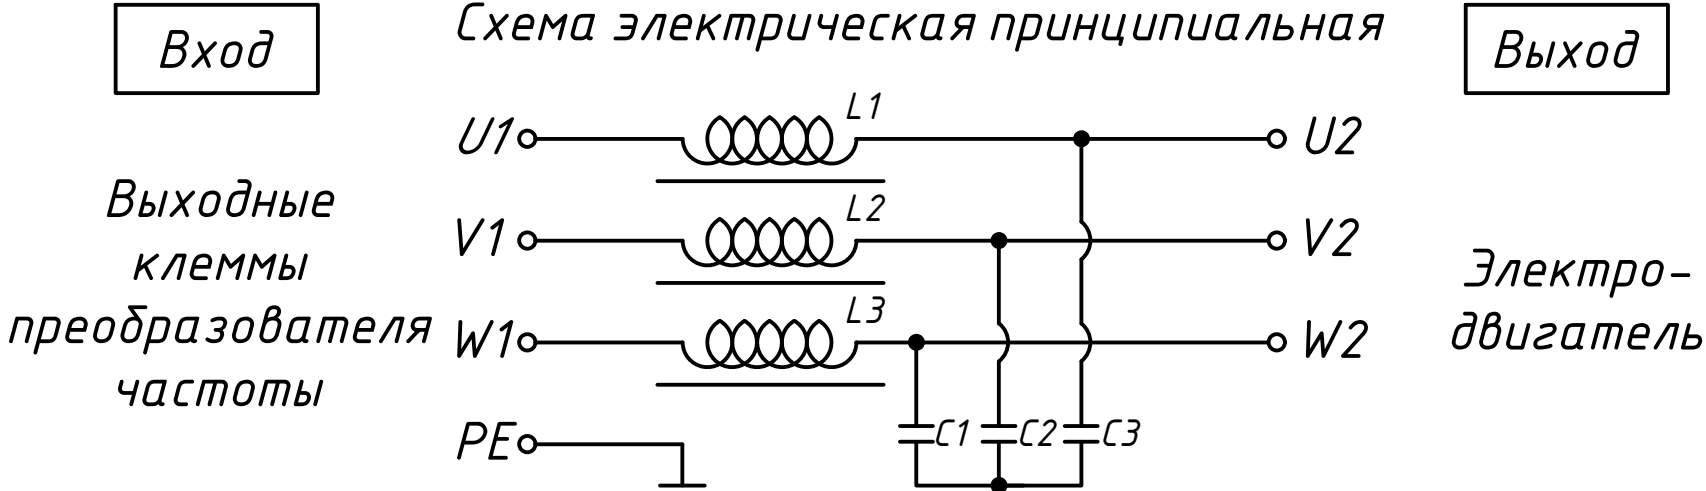 Вход
Схема электрическая принципиальная
Выход
L1
U1
U2
Выходные
клеммы
преобразователя
частоты
L2
V1
V2
L3
W1
W2
Электро-
двигатель
PE
C1
C2
C3